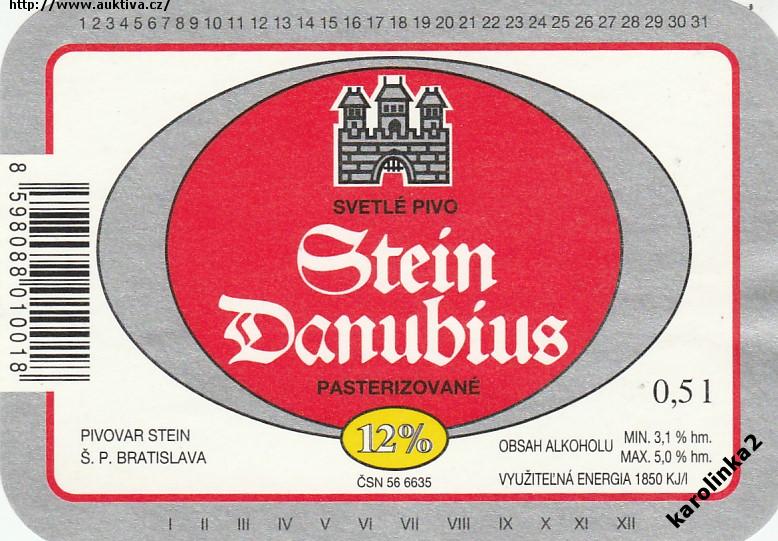 http://www.auktiva.cz/
1 2 3 4 5 6 7 8 9 10 11 12 13 14 15 16 17 18 19 20 21 22 23 24 25 26 27 28 29 30 31
SVETLÉ PIVO
Stein
Danubius
PASTERIZOVANÉ
12%
0,5 l
8 598088 010018
PIVOVAR STEIN
Š. P. BRATISLAVA
ČSN 56 6635
OBSAH ALKOHOLU MIN. 3,1 % hm.
MAX. 5,0 % hm.
VYUŽITEĽNÁ ENERGIA 1850 KJ/l
I II III IV V VI VII VIII IX X XI XII
karolinka2